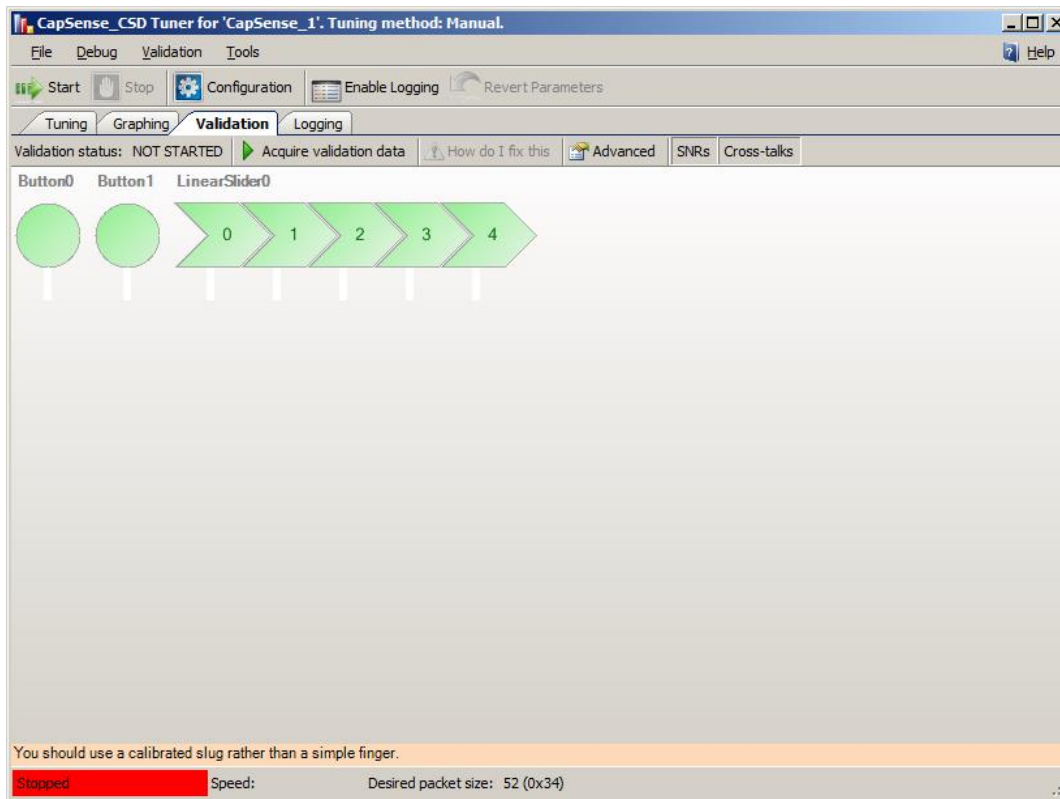 CapSense_CSD Tuner for 'CapSense_1'. Tuning method: Manual.
File Debug Validation Tools Help
Start Stop Configuration Enable Logging Revert Parameters
Tuning Graphing Validation Logging
Validation status: NOT STARTED Acquire validation data How do I fix this Advanced SNRs Cross-talks
Button0 Button1 LinearSlider0
0 1 2 3 4
You should use a calibrated slug rather than a simple finger.
Stopped Speed: Desired packet size: 52 (0x34)